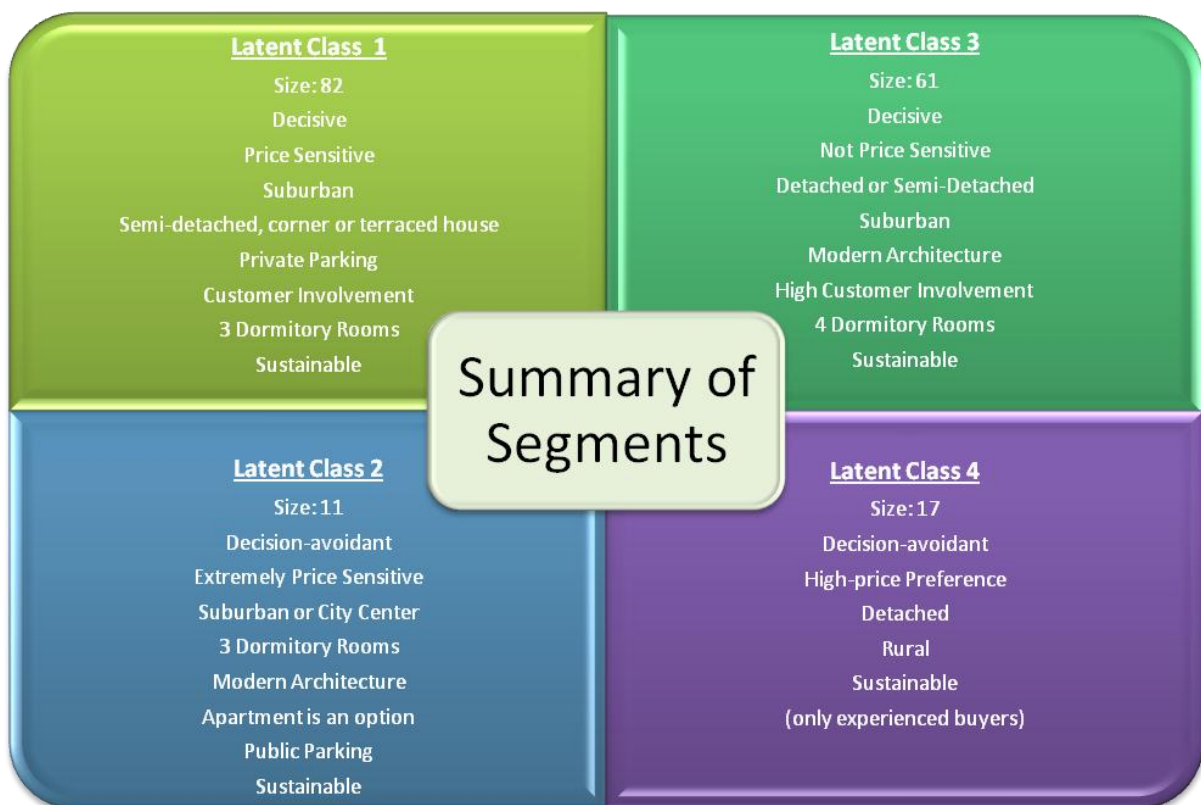 Latent Class 1
Size: 82
Decisive
Price Sensitive
Suburban
Semi-detached, corner or terraced house
Private Parking
Customer Involvement
3 Dormitory Rooms
Sustainable
Latent Class 3
Size: 61
Decisive
Not Price Sensitive
Detached or Semi-Detached
Suburban
Modern Architecture
High Customer Involvement
4 Dormitory Rooms
Sustainable
Summary of
Segments
Latent Class 2
Size: 11
Decision-avoidant
Extremely Price Sensitive
Suburban or City Center
3 Dormitory Rooms
Modern Architecture
Apartment is an option
Public Parking
Sustainable
Latent Class 4
Size: 17
Decision-avoidant
High-price Preference
Detached
Rural
Sustainable
(only experienced buyers)